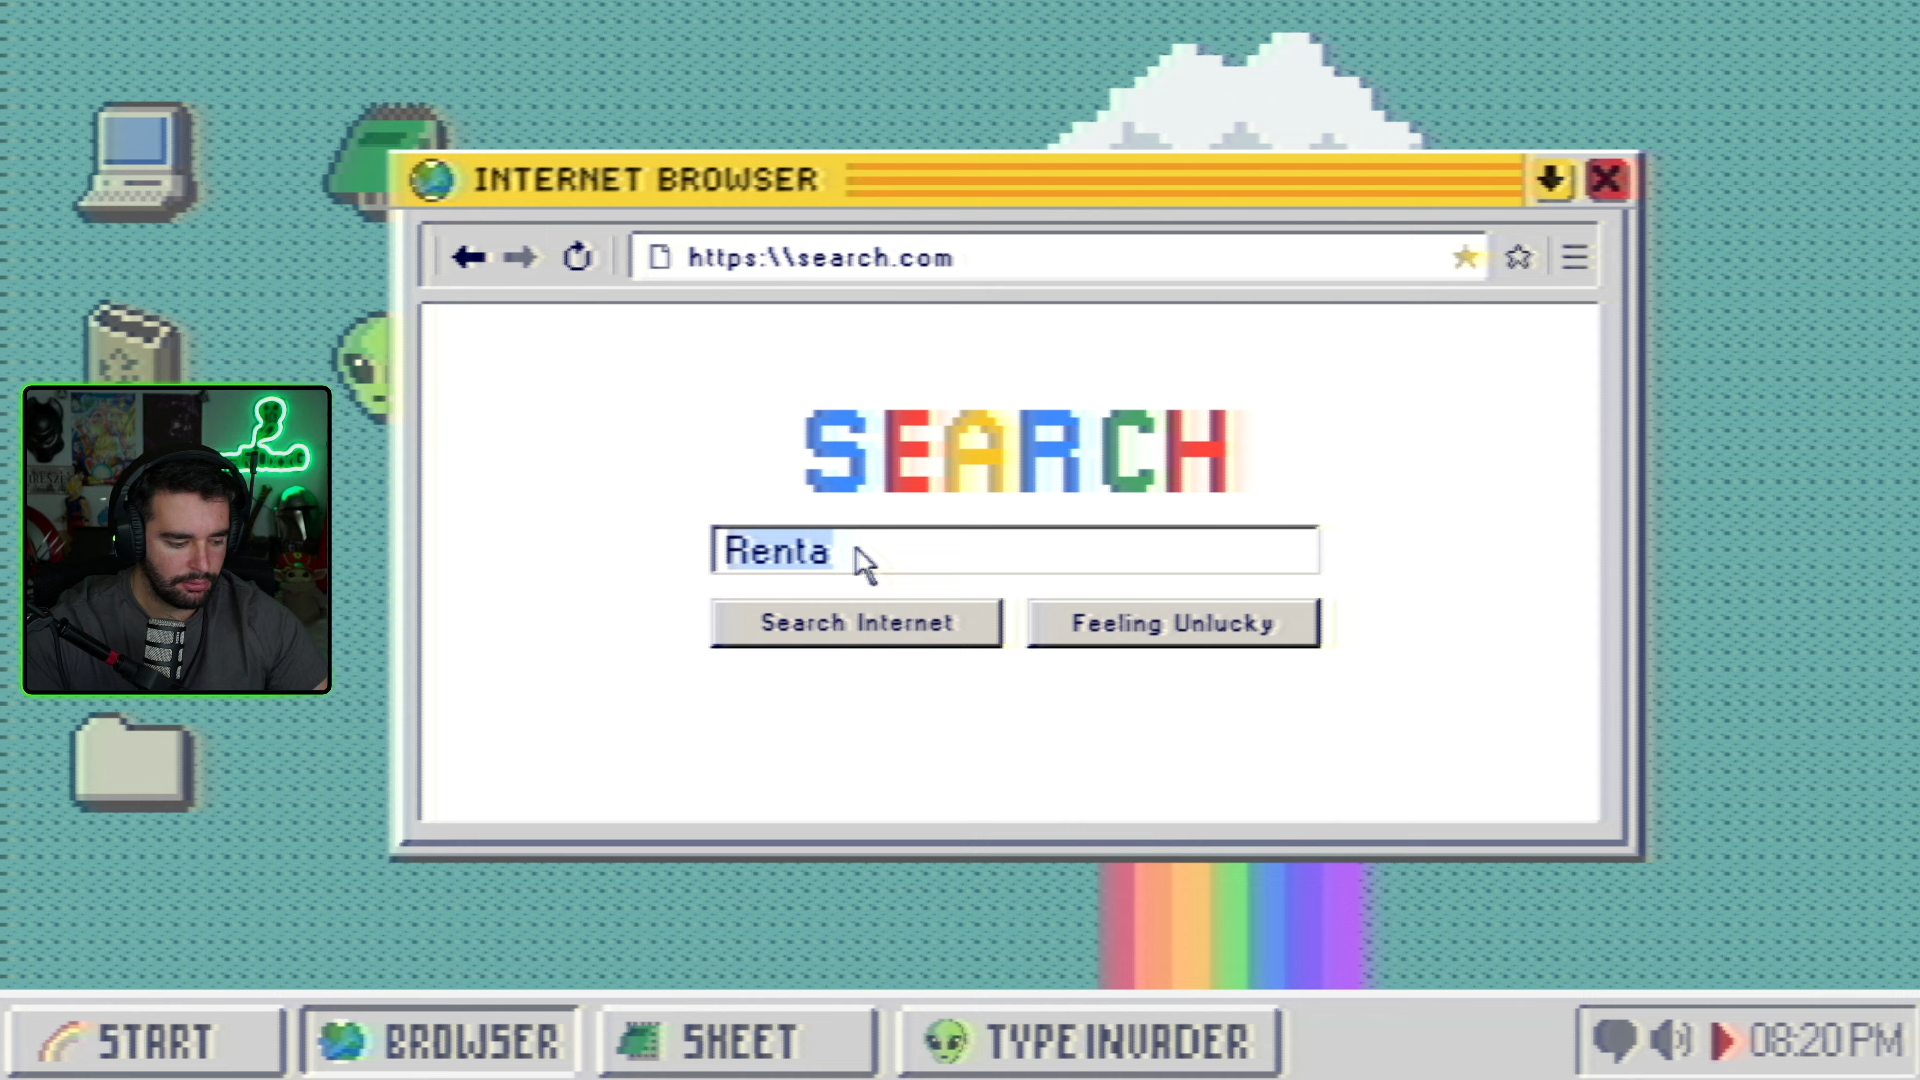 INTERNET BROWSER
https:\\search.com
SEARCH
Renta
Search Internet
Feeling Unlucky
START
BROWSER
SHEET
TYPE INVADER
08:20 PM